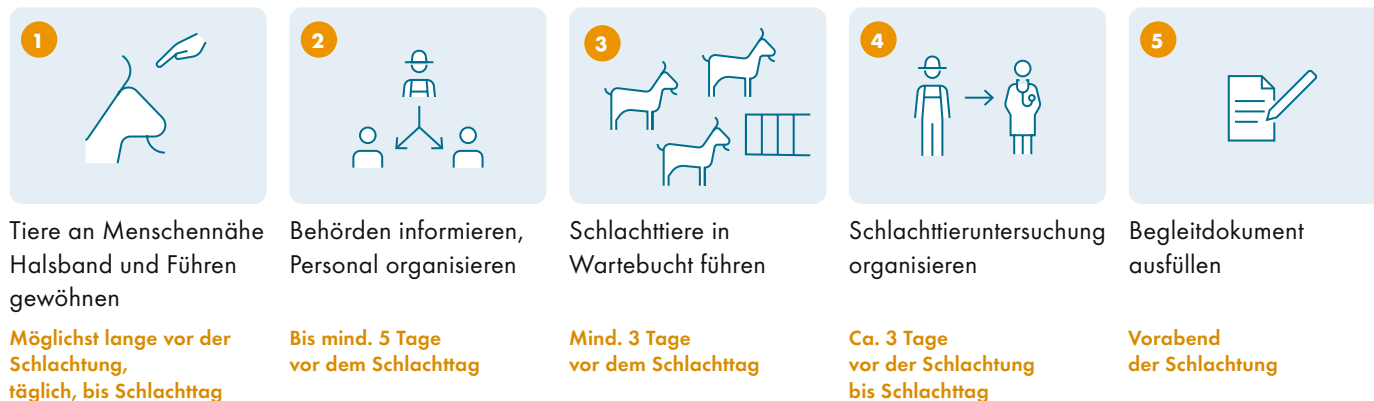 1
Tiere an Menschennähe
Halsband und Führen
gewöhnen
Möglichst lange vor der
Schlachtung,
täglich, bis Schlachttag
2
Behörden informieren,
Personal organisieren
Bis mind. 5 Tage
vor dem Schlachttag
3
Schlachttiere in
Wartebucht führen
Mind. 3 Tage
vor dem Schlachttag
4
Schlachttieruntersuchung
organisieren
Ca. 3 Tage
vor der Schlachtung
bis Schlachttag
5
Begleitdokument
ausfüllen
Vorabend
der Schlachtung